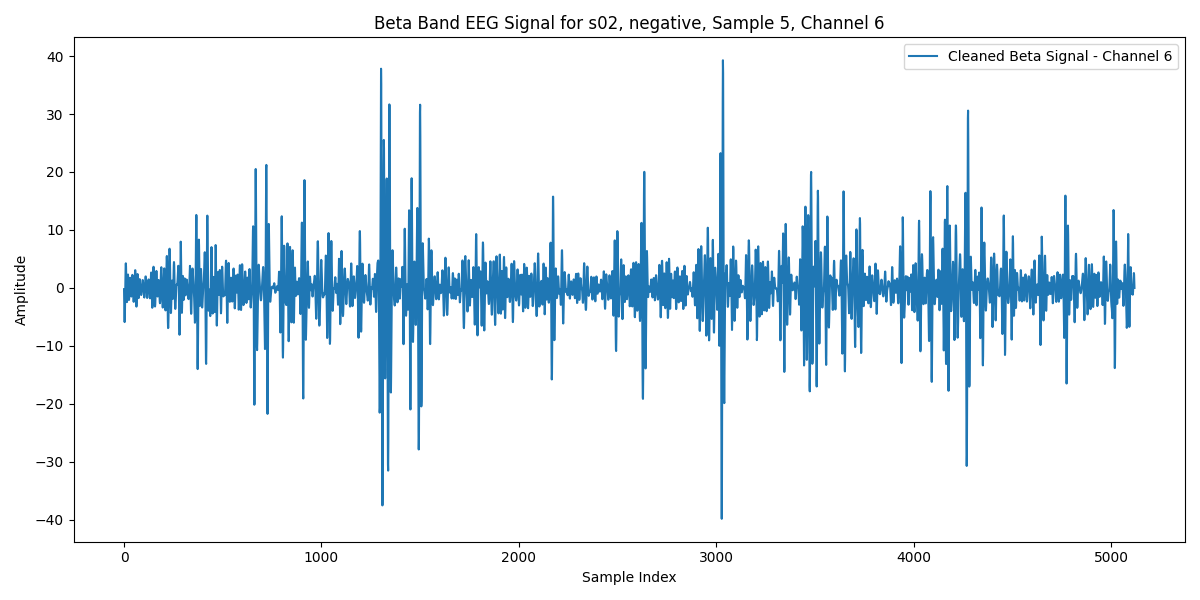 Beta Band EEG Signal for s02, negative, Sample 5, Channel 6
Cleaned Beta Signal - Channel 6
Amplitude
40
30
20
10
0
−10
−20
−30
−40
0 1000 2000 3000 4000 5000
Sample Index